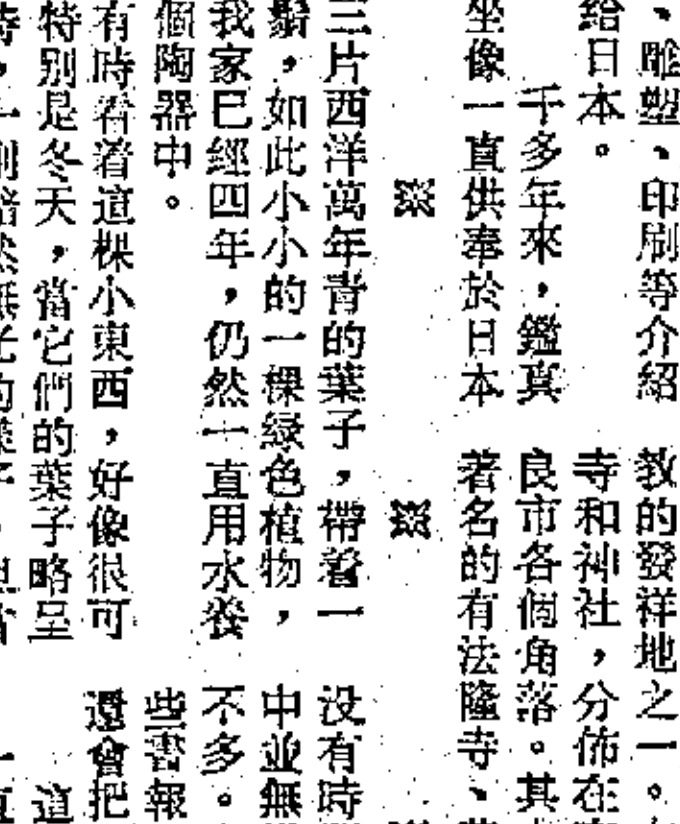 、雕塑、印刷等介紹
給日本。
千多年來，鑑真
坐像一直供奉於日本
教的發祥地之一。
寺和神社，分佈在
良市各個角落。其
著名的有法隆寺、
※ ※
三片西洋萬年青的葉子，帶着一
鬚，如此小小的一棵綠色植物，
我家已經四年，仍然一直用水養
個陶器中。
有時看着這棵小東西，好像很可
特別是冬天，當它們的葉子略呈
没有時
中並無
不多。
些書報
還會把
這